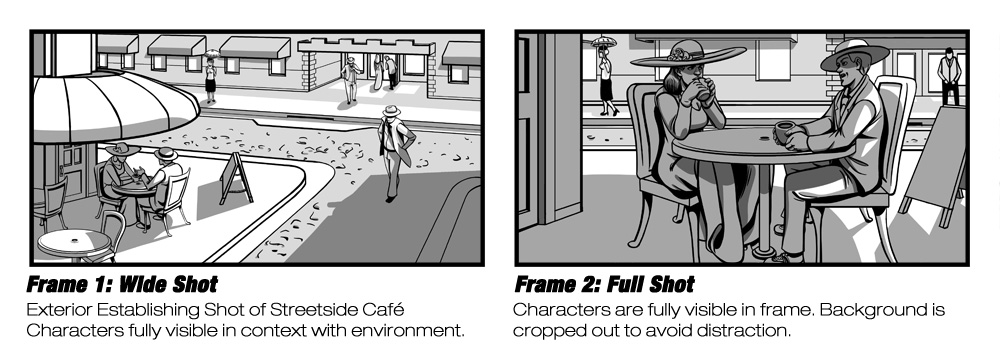 Frame 1: Wide Shot
Exterior Establishing Shot of Streetside Café
Characters fully visible in context with environment.
Frame 2: Full Shot
Characters are fully visible in frame. Background is
cropped out to avoid distraction.